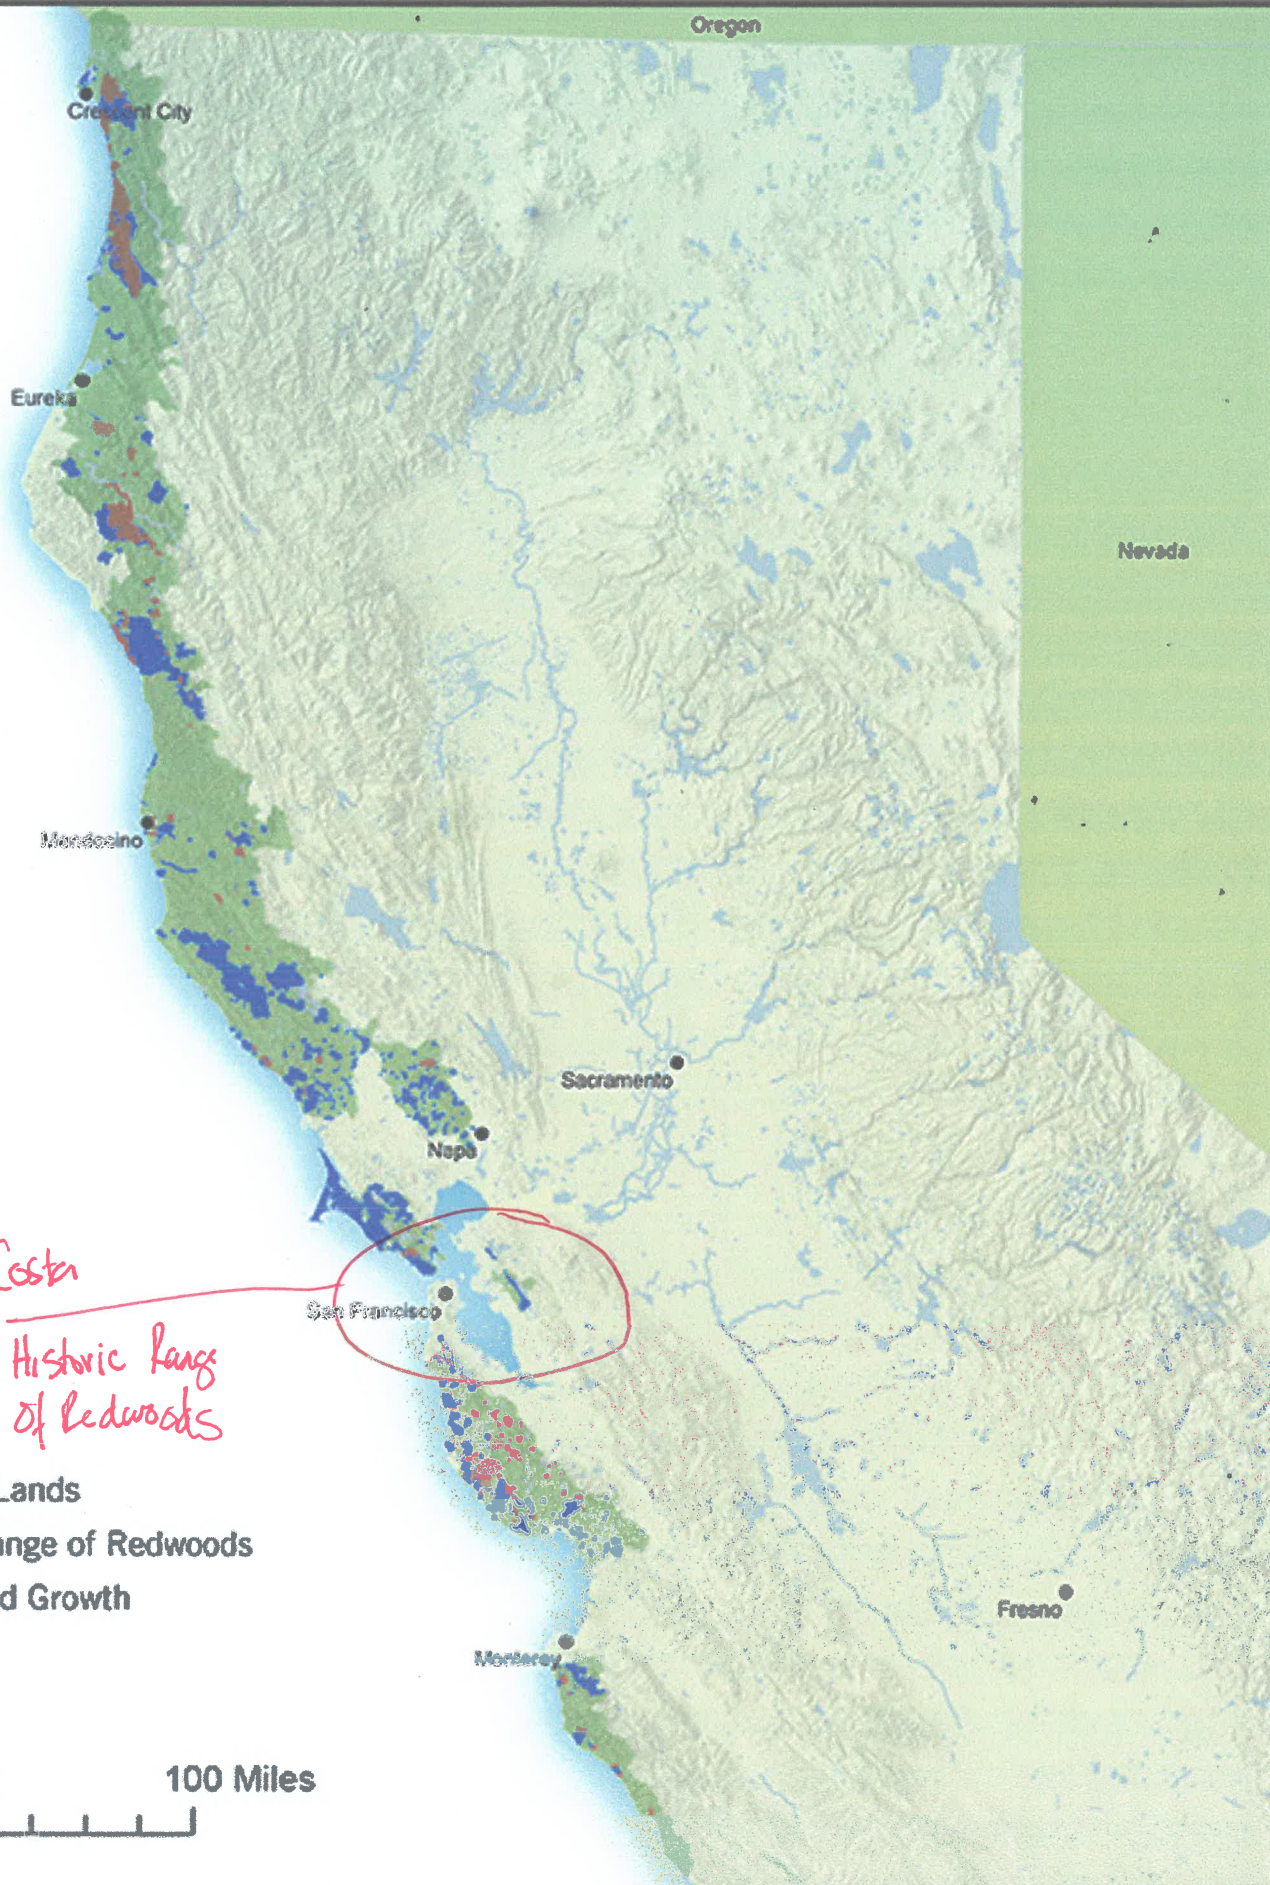 Oregon
Crescent City
Eureka
Nevada
Mendocino
Sacramento
Napa
Costa
San Francisco
Historic Range
Of Redwoods
Lands
ange of Redwoods
d Growth
Fresno
Monterey
100 Miles